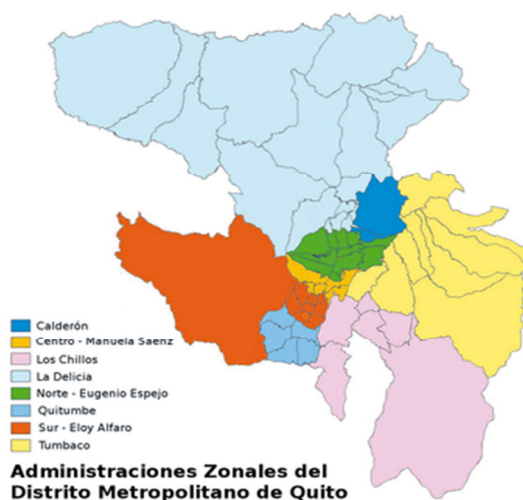 Calderón
Centro - Manuela Saenz
Los Chillos
La Delicia
Norte - Eugenio Espejo
Quitumbe
Sur - Eloy Alfaro
Tumbaco
Administraciones Zonales del
Distrito Metropolitano de Quito